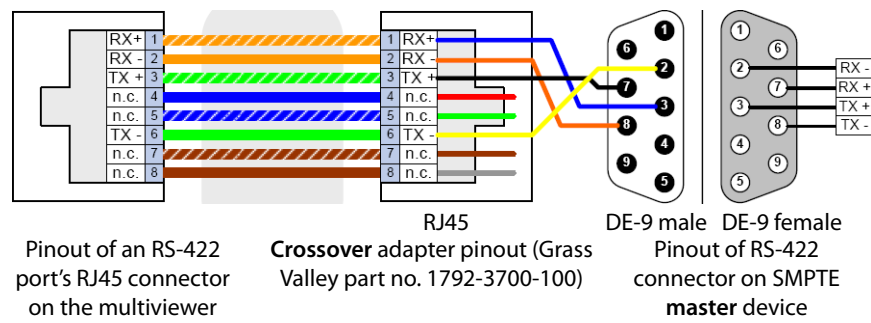 RX+ 1
RX - 2
TX + 3
n.c. 4
n.c. 5
TX - 6
n.c. 7
n.c. 8
1 RX+
2 RX -
3 TX +
4 n.c.
5 n.c.
6 TX -
7 n.c.
8 n.c.
1
6
2
7
3
8
4
9
5
1
6
2
7
3
8
4
9
5
RX -
RX +
TX +
TX -
Pinout of an RS-422
port's RJ45 connector
on the multiviewer
RJ45
Crossover adapter pinout (Grass
Valley part no. 1792-3700-100)
DE-9 male
DE-9 female
Pinout of RS-422
connector on SMPTE
master device